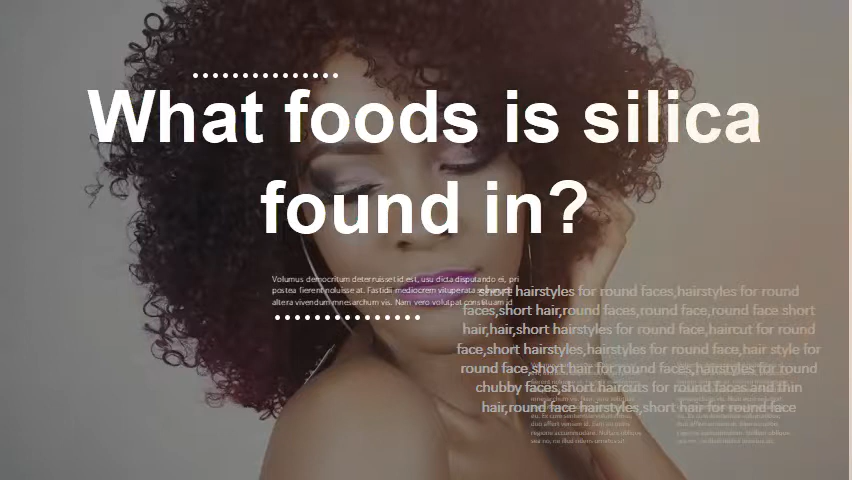 What foods is silica
found in?
Volumus democritum deterruisset id est, usu dicta disputando ei, pri
postea fierent noluisse at. Fastidii mediocrem vituperata
altera vivendum mnesarchum vis. Nam vero volutpat constituam id
short hairstyles for round faces,hairstyles for round
faces,short hair,round faces,round face,round face short
hair,hair,short hairstyles for round face,haircut for round
face,short hairstyles,hairstyles for round face,hair style for
round face,short hair for round faces,hairstyles for round
chubby faces,short haircuts for round faces and thin
hair,round face hairstyles,short hair for round face